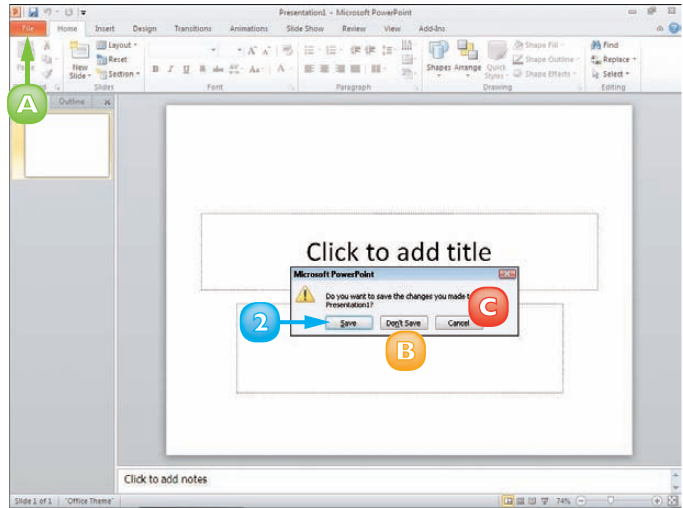 Presentation1 - Microsoft PowerPoint
File Home Insert Design Transitions Animations Slide Show Review View Add-Ins
Layout
Reset
Section
New
Slide
Slides
B I U S abc AV Aa A A A
Font
Paragraph
Shapes Arrange Quick
Styles
Shape Fill
Shape Outline
Shape Effects
Drawing
Find
Replace
Select
Editing
A
Outline
Click to add title
Microsoft PowerPoint
Do you want to save the changes you made
Presentation1?
C
2
Save Don't Save Cancel
B
Click to add notes
Slide 1 of 1 "Office Theme" 74%